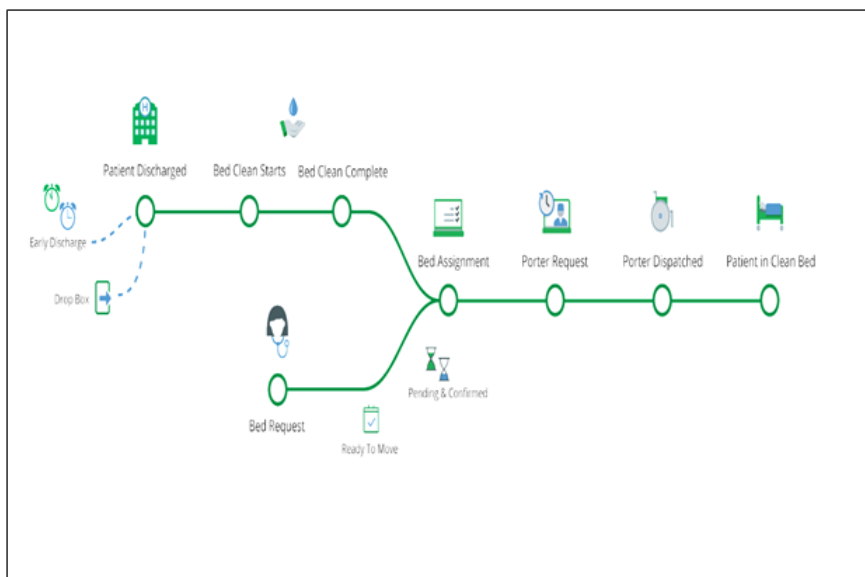 H
Patient Discharged
Bed Clean Starts
Bed Clean Complete
Early Discharge
Drop Box
Bed Assignment
Porter Request
Porter Dispatched
Patient in Clean Bed
Bed Request
Ready To Move
Pending & Confirmed